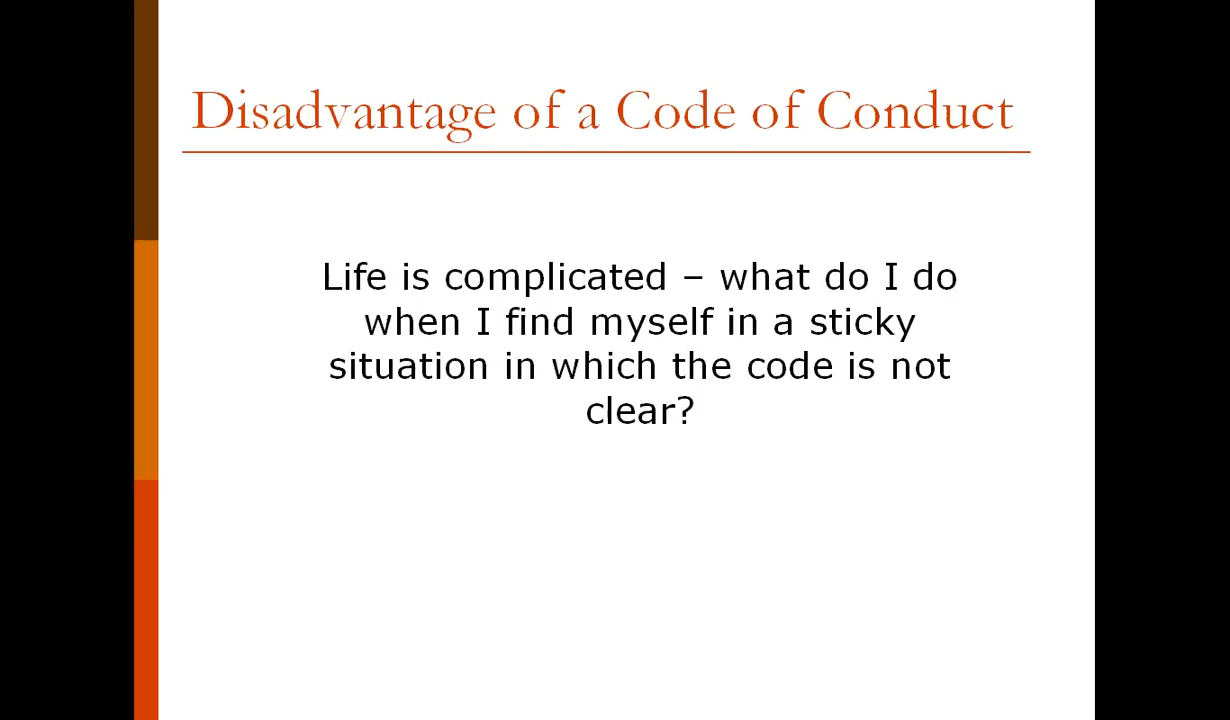 Disadvantage of a Code of Conduct
Life is complicated – what do I do
when I find myself in a sticky
situation in which the code is not
clear?